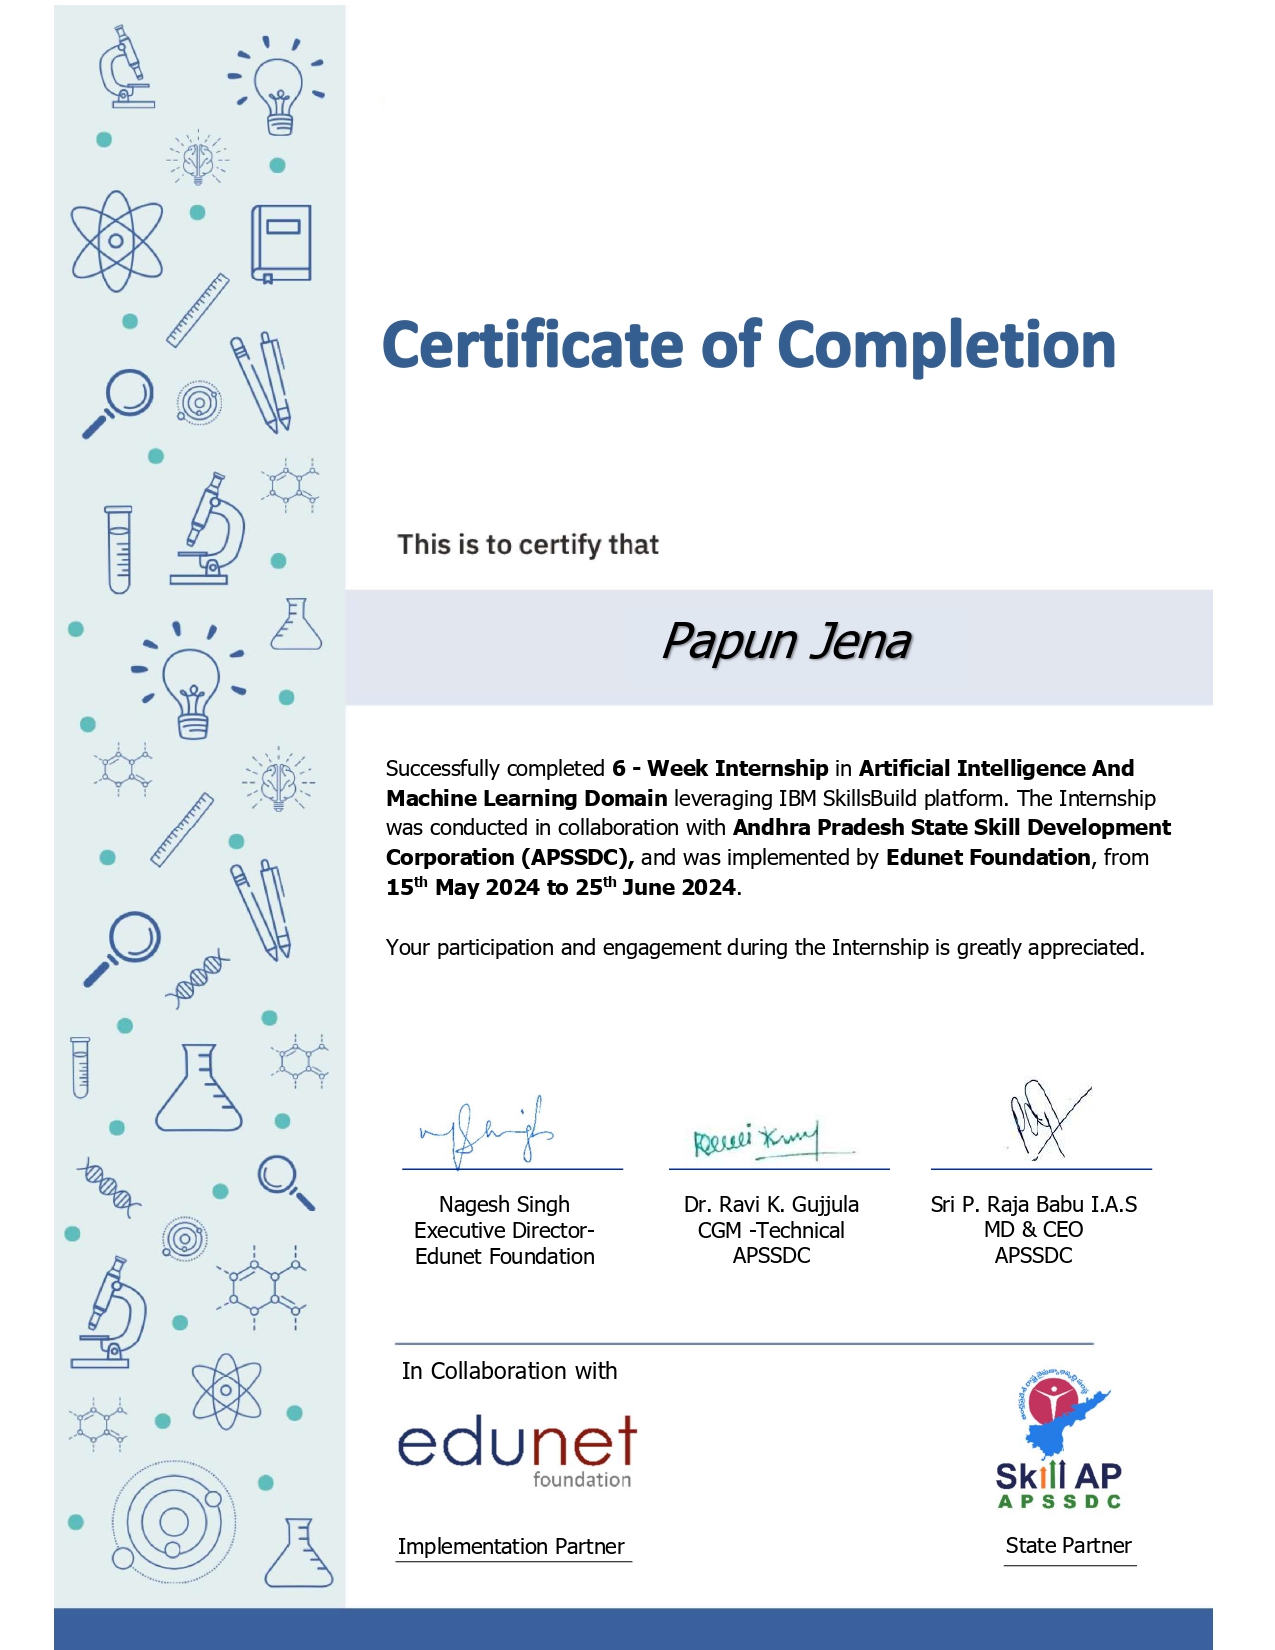 Certificate of Completion
This is to certify that
Papun Jena
Successfully completed 6 - Week Internship in Artificial Intelligence And
Machine Learning Domain leveraging IBM SkillsBuild platform. The Internship
was conducted in collaboration with Andhra Pradesh State Skill Development
Corporation (APSSDC), and was implemented by Edunet Foundation, from
15th May 2024 to 25th June 2024.
Your participation and engagement during the Internship is greatly appreciated.
Nagesh Singh
Executive Director-
Edunet Foundation
Dr. Ravi K. Gujjula
CGM -Technical
APSSDC
Sri P. Raja Babu I.A.S
MD & CEO
APSSDC
In Collaboration with
edunet
foundation
Implementation Partner
Skill AP
APSSDC
State Partner